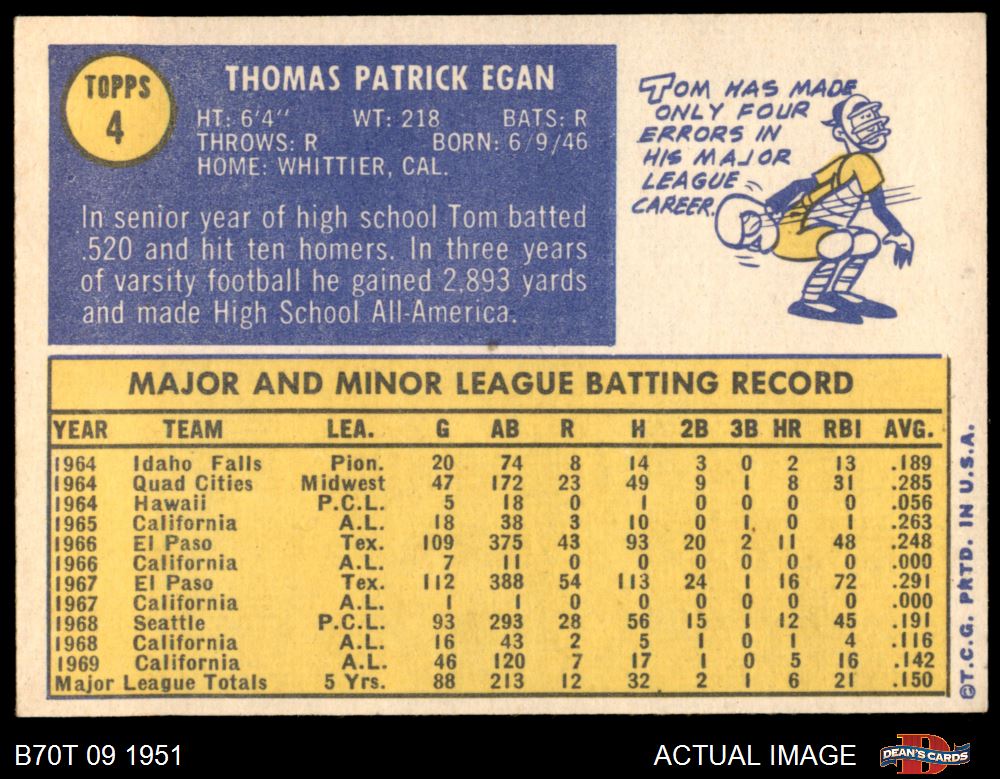 TOPPS
4
THOMAS PATRICK EGAN
HT: 6'4" WT: 218 BATS: R
THROWS: R BORN: 6/9/46
HOME: WHITTIER, CAL.
In senior year of high school Tom batted
.520 and hit ten homers. In three years
of varsity football he gained 2,893 yards
and made High School All-America.
TOM HAS MADE
ONLY FOUR
ERRORS IN
HIS MAJOR
LEAGUE
CAREER.
MAJOR AND MINOR LEAGUE BATTING RECORD
YEAR TEAM LEA. G AB R H 2B 3B HR RBI AVG.
1964 Idaho Falls Pion. 20 74 8 14 3 0 2 13 .189
1964 Quad Cities Midwest 47 172 23 49 9 1 8 31 .285
1964 Hawaii P.C.L. 5 18 0 1 0 0 0 0 .056
1965 California A.L. 18 38 3 10 0 1 0 1 .263
1966 El Paso Tex. 109 375 43 93 20 2 11 48 .248
1966 California A.L. 7 11 0 0 0 0 0 0 .000
1967 El Paso Tex. 112 388 54 113 24 1 16 72 .291
1967 California A.L. 1 1 0 0 0 0 0 0 .000
1968 Seattle P.C.L. 93 293 28 56 15 1 12 45 .191
1968 California A.L. 16 43 2 5 1 0 1 4 .116
1969 California A.L. 46 120 7 17 1 0 5 16 .142
Major League Totals 5 Yrs. 88 213 12 32 2 1 6 21 .150
©T.C.G. PRTD. IN U.S.A.
B70T 09 1951
ACTUAL IMAGE
DEAN'S CARDS